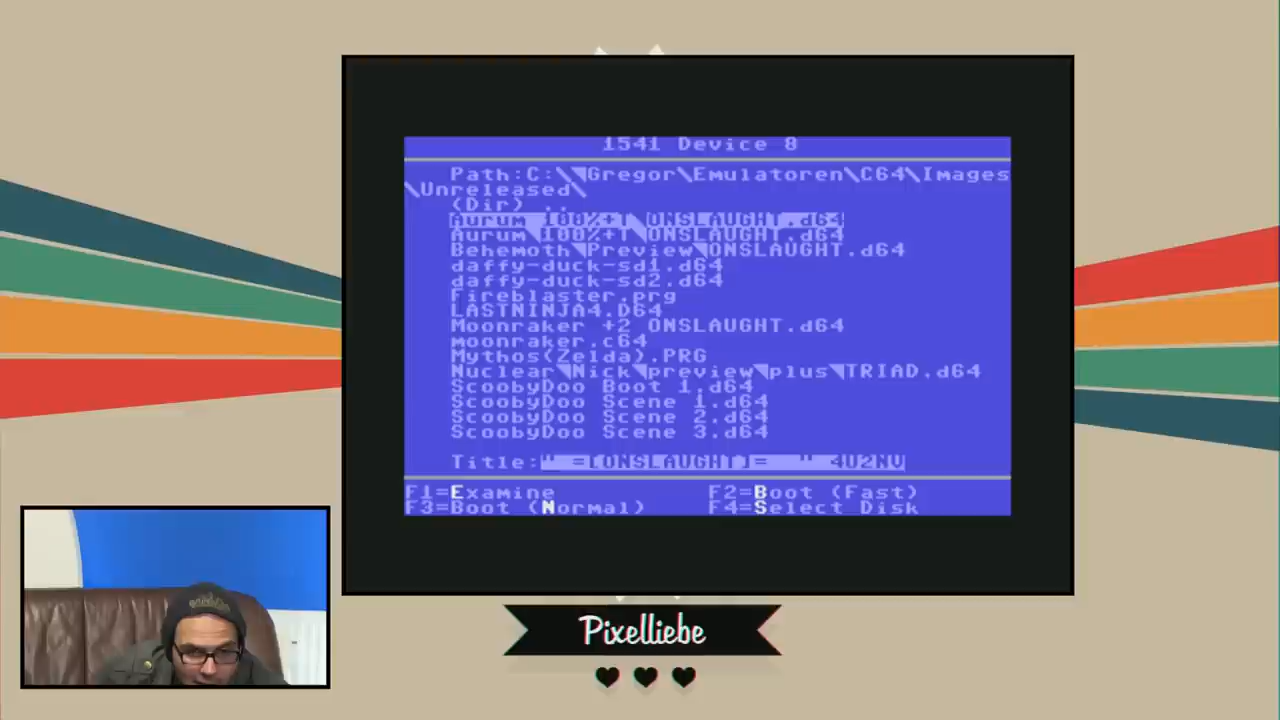 1541 Device 8
Path:C:\◥Gregor\Emulatoren\C64\Images
\Unreleased\
(Dir) ..
Aurum 100%+T ONSLAUGHT.d64
Aurum◥100%+T◥ONSLAUGHT.d64
Behemoth◥Preview◥ONSLAUGHT.d64
daffy-duck-sd1.d64
daffy-duck-sd2.d64
Fireblaster.prg
LASTNINJA4.D64
Moonraker +2 ONSLAUGHT.d64
moonraker.c64
Mythos(Zelda).PRG
Nuclear◥Nick◥preview◥plus◥TRIAD.d64
ScoobyDoo Boot 1.d64
ScoobyDoo Scene 1.d64
ScoobyDoo Scene 2.d64
ScoobyDoo Scene 3.d64
Title:" =[ONSLAUGHT]=  " 4U2NV
F1=Examine F2=Boot (Fast)
F3=Boot (Normal) F4=Select Disk
Pixelliebe